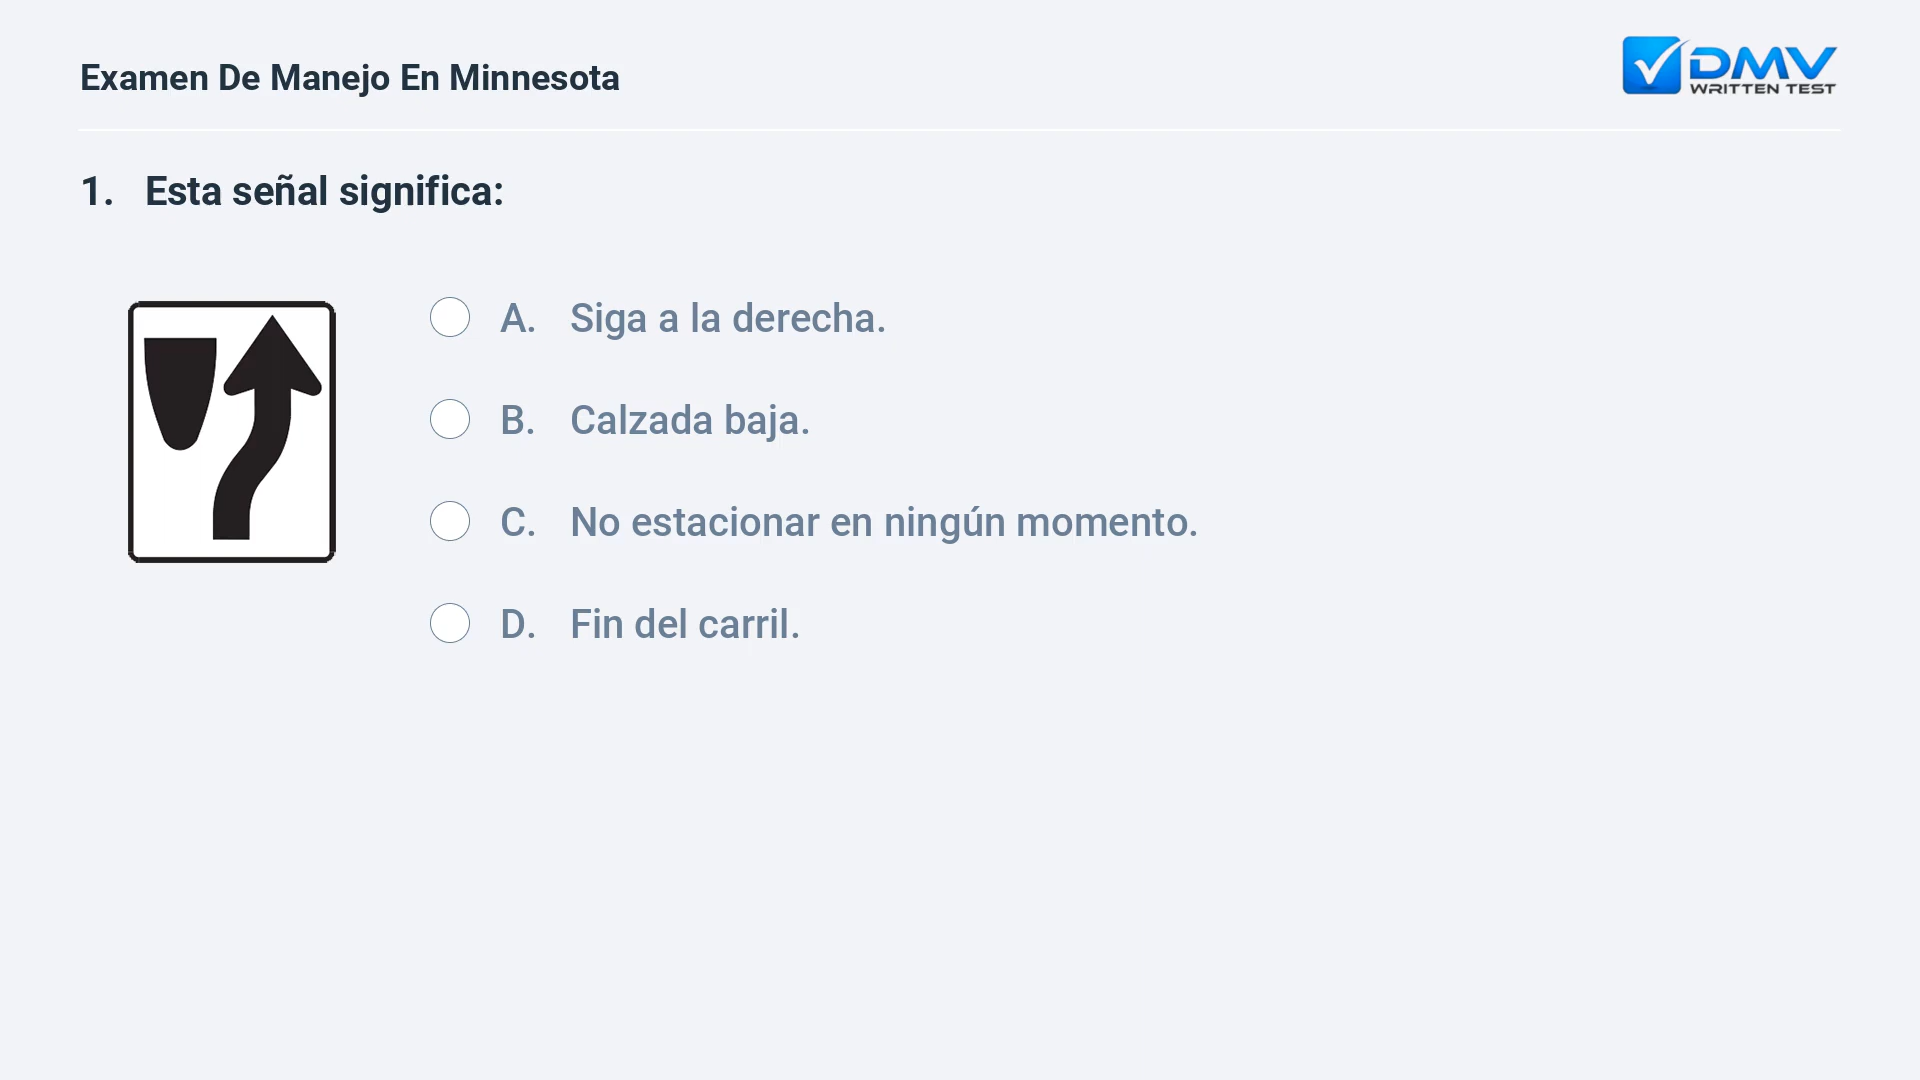 Examen De Manejo En Minnesota
DMV
WRITTEN TEST
1. Esta señal significa:
A. Siga a la derecha.
B. Calzada baja.
C. No estacionar en ningún momento.
D. Fin del carril.